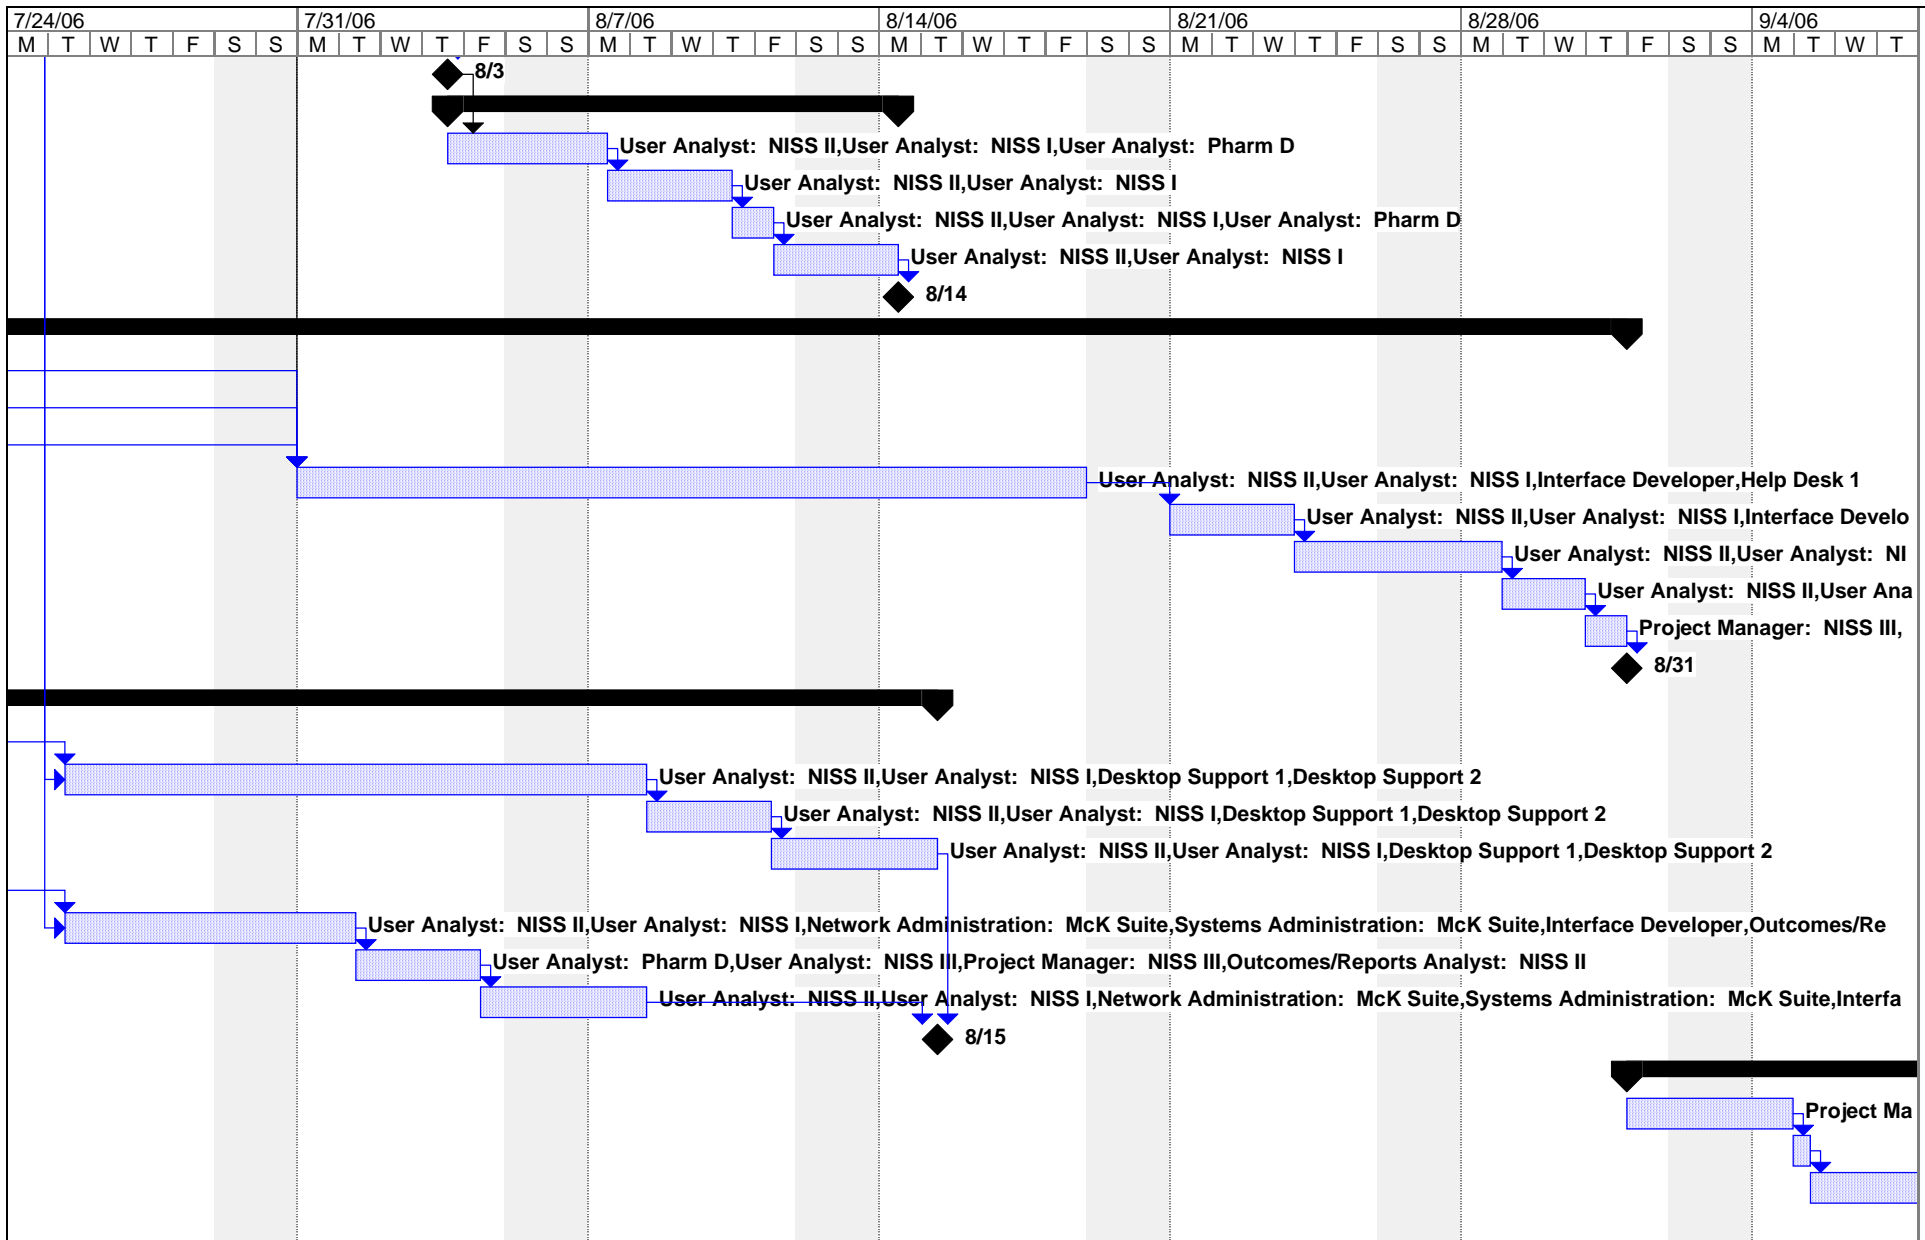 7/24/06 7/31/06 8/7/06 8/14/06 8/21/06 8/28/06 9/4/06
M T W T F S S M T W T F S S M T W T F S S M T W T F S S M T W T F S S M T W T F S S M T W T
8/3
User Analyst: NISS II,User Analyst: NISS I,User Analyst: Pharm D
User Analyst: NISS II,User Analyst: NISS I
User Analyst: NISS II,User Analyst: NISS I,User Analyst: Pharm D
User Analyst: NISS II,User Analyst: NISS I
8/14
User Analyst: NISS II,User Analyst: NISS I,Interface Developer,Help Desk 1
User Analyst: NISS II,User Analyst: NISS I,Interface Develo
User Analyst: NISS II,User Analyst: NI
User Analyst: NISS II,User Ana
Project Manager: NISS III,
8/31
User Analyst: NISS II,User Analyst: NISS I,Desktop Support 1,Desktop Support 2
User Analyst: NISS II,User Analyst: NISS I,Desktop Support 1,Desktop Support 2
User Analyst: NISS II,User Analyst: NISS I,Desktop Support 1,Desktop Support 2
User Analyst: NISS II,User Analyst: NISS I,Network Administration: McK Suite,Systems Administration: McK Suite,Interface Developer,Outcomes/Re
User Analyst: Pharm D,User Analyst: NISS III,Project Manager: NISS III,Outcomes/Reports Analyst: NISS II
User Analyst: NISS II,User Analyst: NISS I,Network Administration: McK Suite,Systems Administration: McK Suite,Interfa
8/15
Project Ma